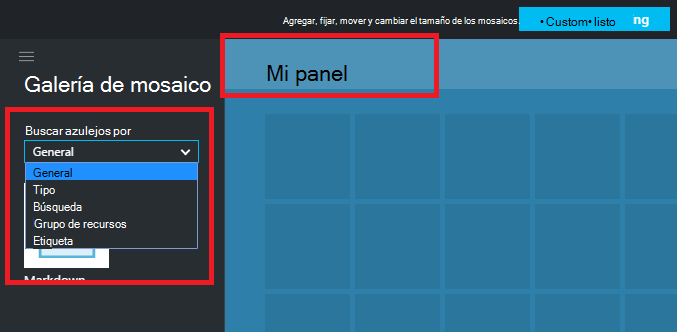 Agregar, fijar, mover y cambiar el tamaño de los mosaicos.
• Custom• listo ng
Galería de mosaico
Mi panel
Buscar azulejos por
General
General
Tipo
Búsqueda
Grupo de recursos
Etiqueta
Markdown